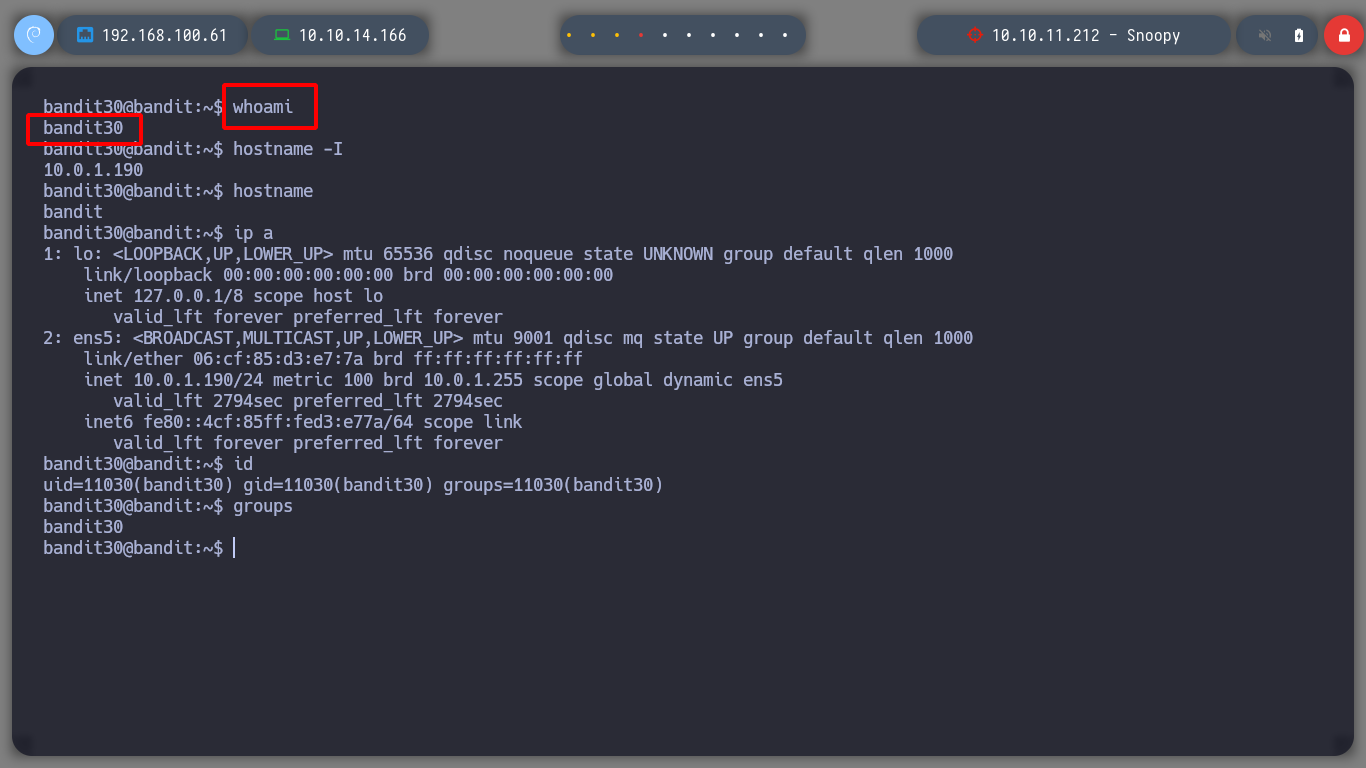 192.168.100.61 10.10.14.166 10.10.11.212 - Snoopy
bandit30@bandit:~$ whoami
bandit30
bandit30@bandit:~$ hostname -I
10.0.1.190
bandit30@bandit:~$ hostname
bandit
bandit30@bandit:~$ ip a
1: lo: <LOOPBACK,UP,LOWER_UP> mtu 65536 qdisc noqueue state UNKNOWN group default qlen 1000
    link/loopback 00:00:00:00:00:00 brd 00:00:00:00:00:00
    inet 127.0.0.1/8 scope host lo
       valid_lft forever preferred_lft forever
2: ens5: <BROADCAST,MULTICAST,UP,LOWER_UP> mtu 9001 qdisc mq state UP group default qlen 1000
    link/ether 06:cf:85:d3:e7:7a brd ff:ff:ff:ff:ff:ff
    inet 10.0.1.190/24 metric 100 brd 10.0.1.255 scope global dynamic ens5
       valid_lft 2794sec preferred_lft 2794sec
    inet6 fe80::4cf:85ff:fed3:e77a/64 scope link
       valid_lft forever preferred_lft forever
bandit30@bandit:~$ id
uid=11030(bandit30) gid=11030(bandit30) groups=11030(bandit30)
bandit30@bandit:~$ groups
bandit30
bandit30@bandit:~$